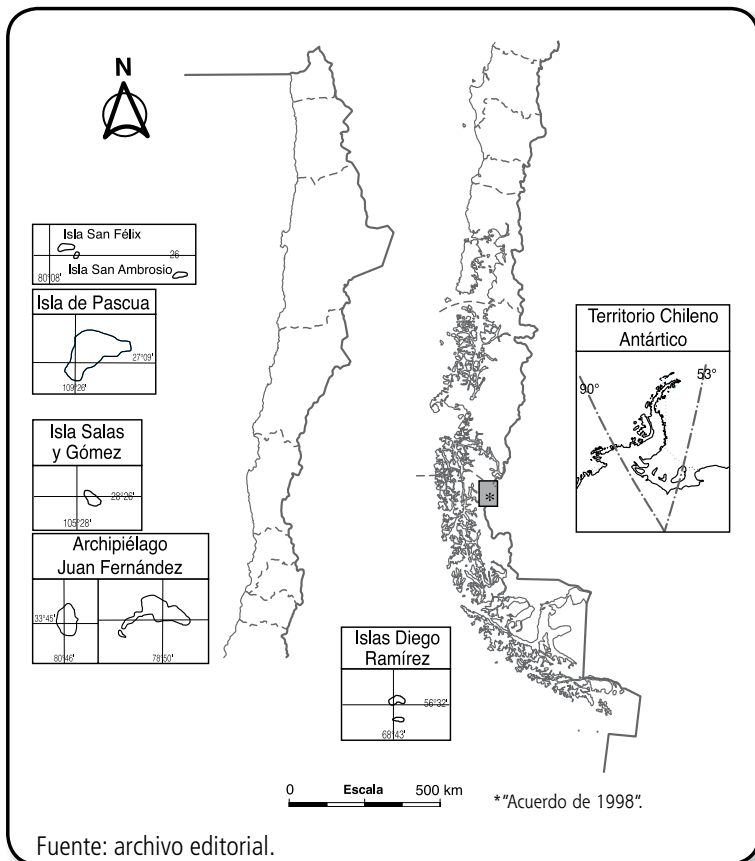 N
Isla San Félix
26
80°08'
Isla San Ambrosio
Isla de Pascua
27°09'
109°26'
Isla Salas
y Gómez
28°26'
105°28'
Archipiélago
Juan Fernández
33°45'
80°46'
78°50'
Islas Diego
Ramírez
56°32'
68°43'
Territorio Chileno
Antártico
90°
53°
*
0 Escala 500 km
*"Acuerdo de 1998".
Fuente: archivo editorial.